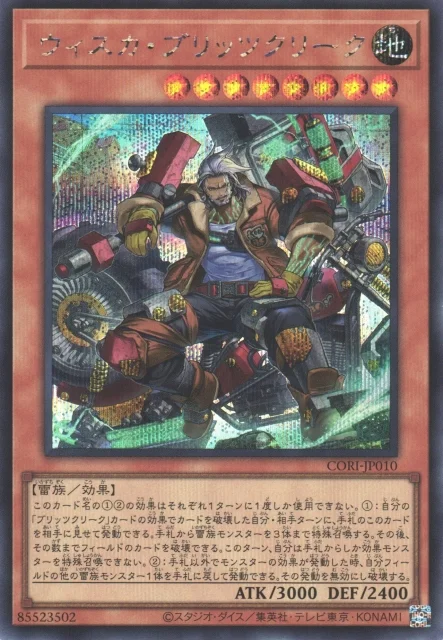 ウィスカ・ブリッツクリーク
地
CORI-JP010
【雷族／効果】
このカード名の①②の効果はそれぞれ1ターンに1度しか使用できない。①：自分の
「ブリッツクリーク」カードの効果でカードを破壊した自分・相手ターンに、手札のこのカード
を相手に見せて発動できる。手札から雷族モンスターを3体まで特殊召喚する。その後、
その数までフィールドのカードを破壊できる。このターン、自分は手札からしか効果モンス
ターを特殊召喚できない。②：手札以外でモンスターの効果が発動した時、自分フィー
ルドの他の雷族モンスター1体を手札に戻して発動できる。その発動を無効にし破壊する。
ATK/3000 DEF/2400
85523502
©スタジオ・ダイス／集英社・テレビ東京・KONAMI